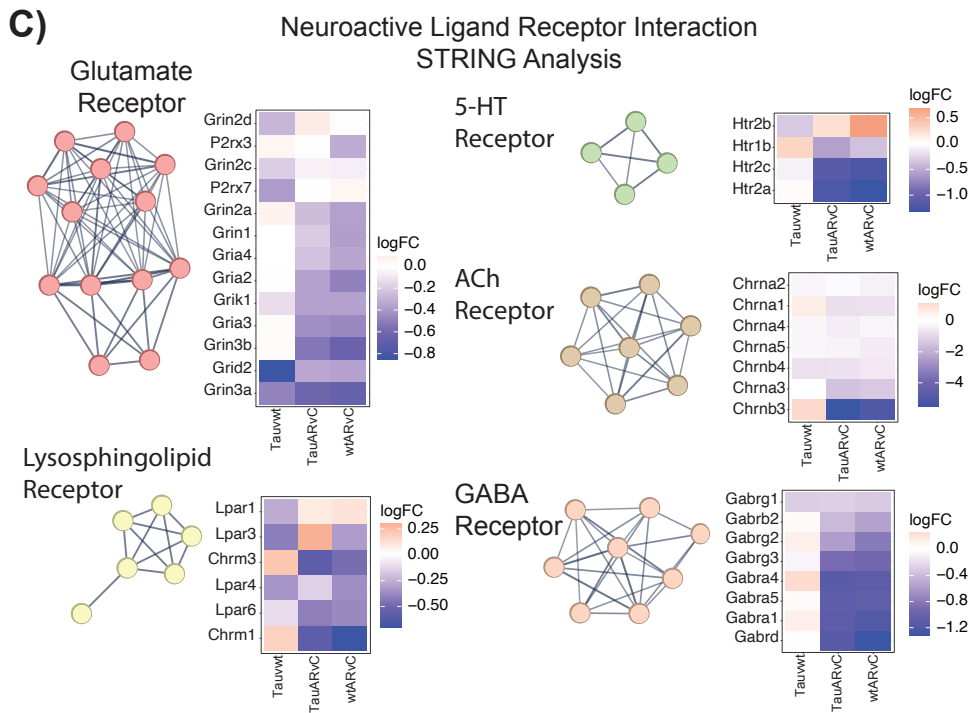 C)
Neuroactive Ligand Receptor Interaction
STRING Analysis
Glutamate
Receptor
Grin2d
P2rx3
Grin2c
P2rx7
Grin2a
Grin1
Gria4
Gria2
Grik1
Gria3
Grin3b
Grid2
Grin3a
Tauvwt
TauARvC
wtARvC
logFC
0.0
−0.2
−0.4
−0.6
−0.8
5-HT
Receptor
Htr2b
Htr1b
Htr2c
Htr2a
Tauvwt
TauARvC
wtARvC
logFC
0.5
0.0
−0.5
−1.0
ACh
Receptor
Chrna2
Chrna1
Chrna4
Chrna5
Chrnb4
Chrna3
Chrnb3
Tauvwt
TauARvC
wtARvC
logFC
0
−2
−4
Lysosphingolipid
Receptor
Lpar1
Lpar3
Chrm3
Lpar4
Lpar6
Chrm1
Tauvwt
TauARvC
wtARvC
logFC
0.25
0.00
−0.25
−0.50
GABA
Receptor
Gabrg1
Gabrb2
Gabrg2
Gabrg3
Gabra4
Gabra5
Gabra1
Gabrd
Tauvwt
TauARvC
wtARvC
logFC
0.0
−0.4
−0.8
−1.2